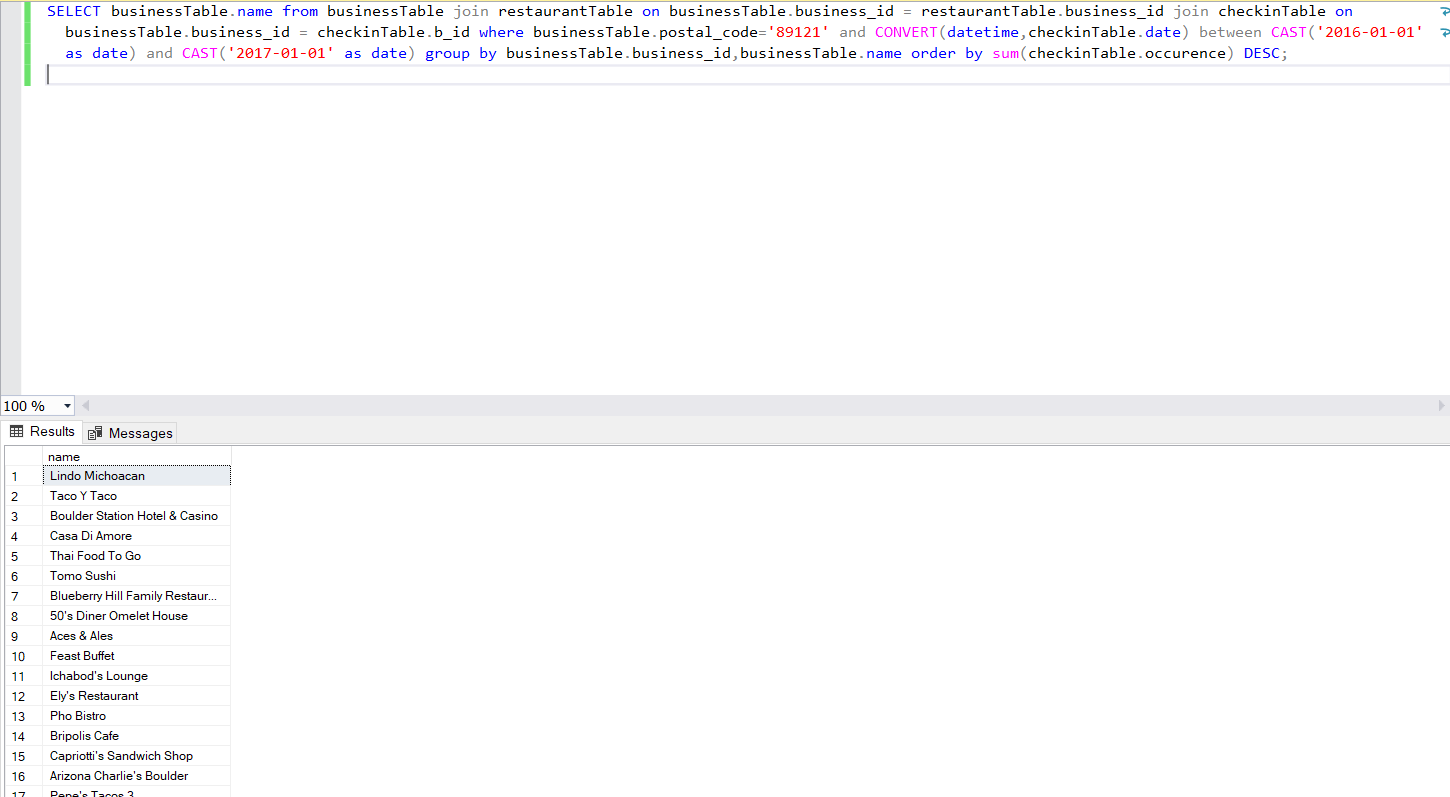 SELECT businessTable.name from businessTable join restaurantTable on businessTable.business_id = restaurantTable.business_id join checkinTable on
businessTable.business_id = checkinTable.b_id where businessTable.postal_code='89121' and CONVERT(datetime,checkinTable.date) between CAST('2016-01-01'
as date) and CAST('2017-01-01' as date) group by businessTable.business_id,businessTable.name order by sum(checkinTable.occurence) DESC;
100 %
Results Messages
name
1 Lindo Michoacan
2 Taco Y Taco
3 Boulder Station Hotel & Casino
4 Casa Di Amore
5 Thai Food To Go
6 Tomo Sushi
7 Blueberry Hill Family Restaur...
8 50's Diner Omelet House
9 Aces & Ales
10 Feast Buffet
11 Ichabod's Lounge
12 Ely's Restaurant
13 Pho Bistro
14 Bripolis Cafe
15 Capriotti's Sandwich Shop
16 Arizona Charlie's Boulder
17 Pepe's Tacos 3